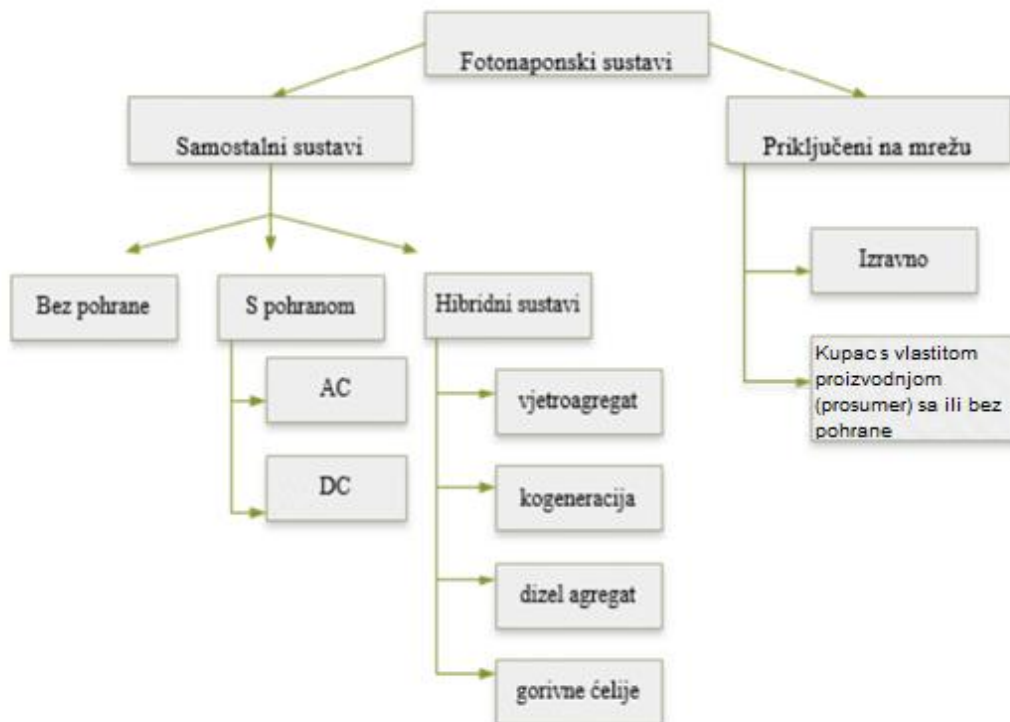 Fotonaponski sustavi
Samostalni sustavi
Priključeni na mrežu
Bez pohrane
S pohranom
Hibridni sustavi
Izravno
Kupac s vlastitom
proizvodnjom
(prosumer) sa ili bez
pohrane
AC
DC
vjetroagregat
kogeneracija
dizel agregat
gorivne ćelije